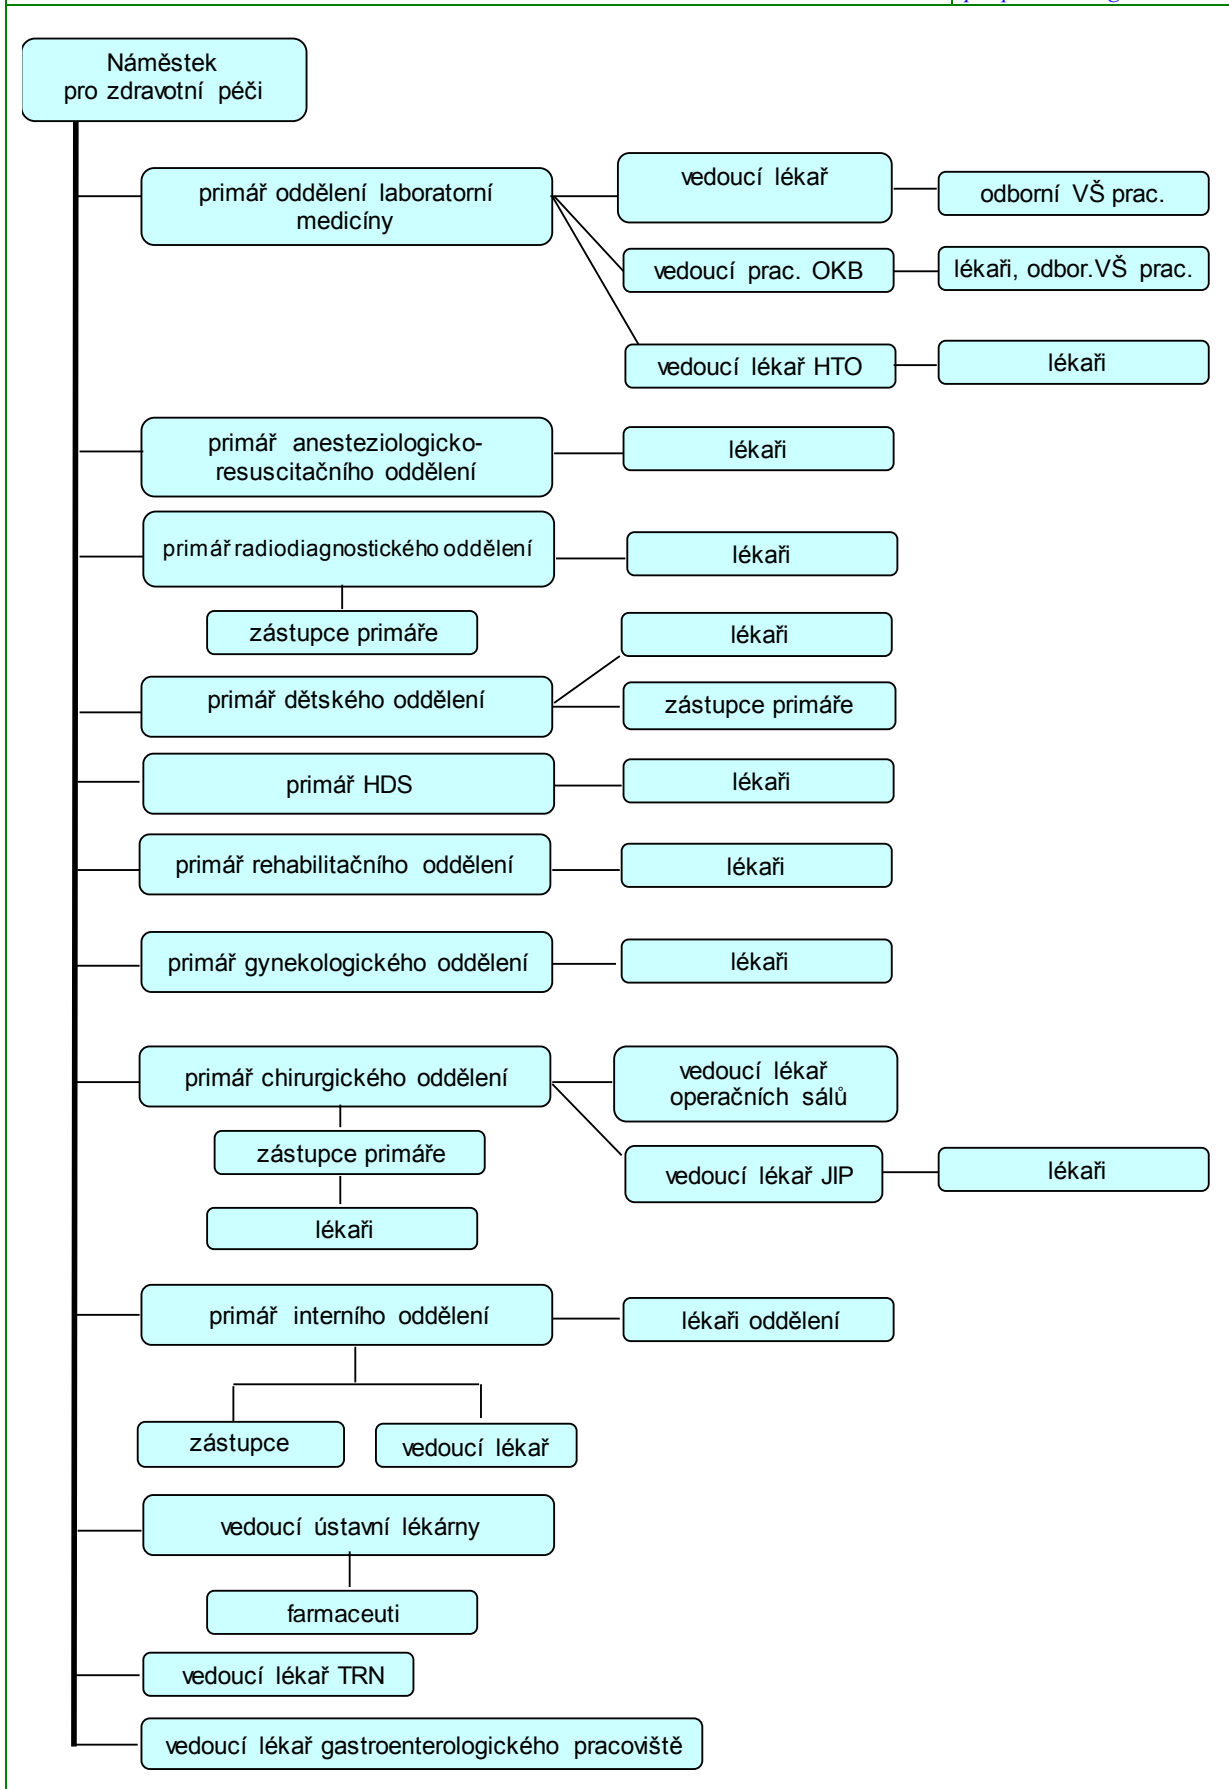 Náměstek
pro zdravotní péči
primář oddělení laboratorní
medicíny
vedoucí lékař
odborní VŠ prac.
vedoucí prac. OKB
lékaři, odbor.VŠ prac.
vedoucí lékař HTO
lékaři
primář anesteziologicko-
resuscitačního oddělení
lékaři
primář radiodiagnostického oddělení
lékaři
zástupce primáře
lékaři
primář dětského oddělení
zástupce primáře
primář HDS
lékaři
primář rehabilitačního oddělení
lékaři
primář gynekologického oddělení
lékaři
primář chirurgického oddělení
vedoucí lékař
operačních sálů
zástupce primáře
vedoucí lékař JIP
lékaři
lékaři
primář interního oddělení
lékaři oddělení
zástupce
vedoucí lékař
vedoucí ústavní lékárny
farmaceuti
vedoucí lékař TRN
vedoucí lékař gastroenterologického pracoviště